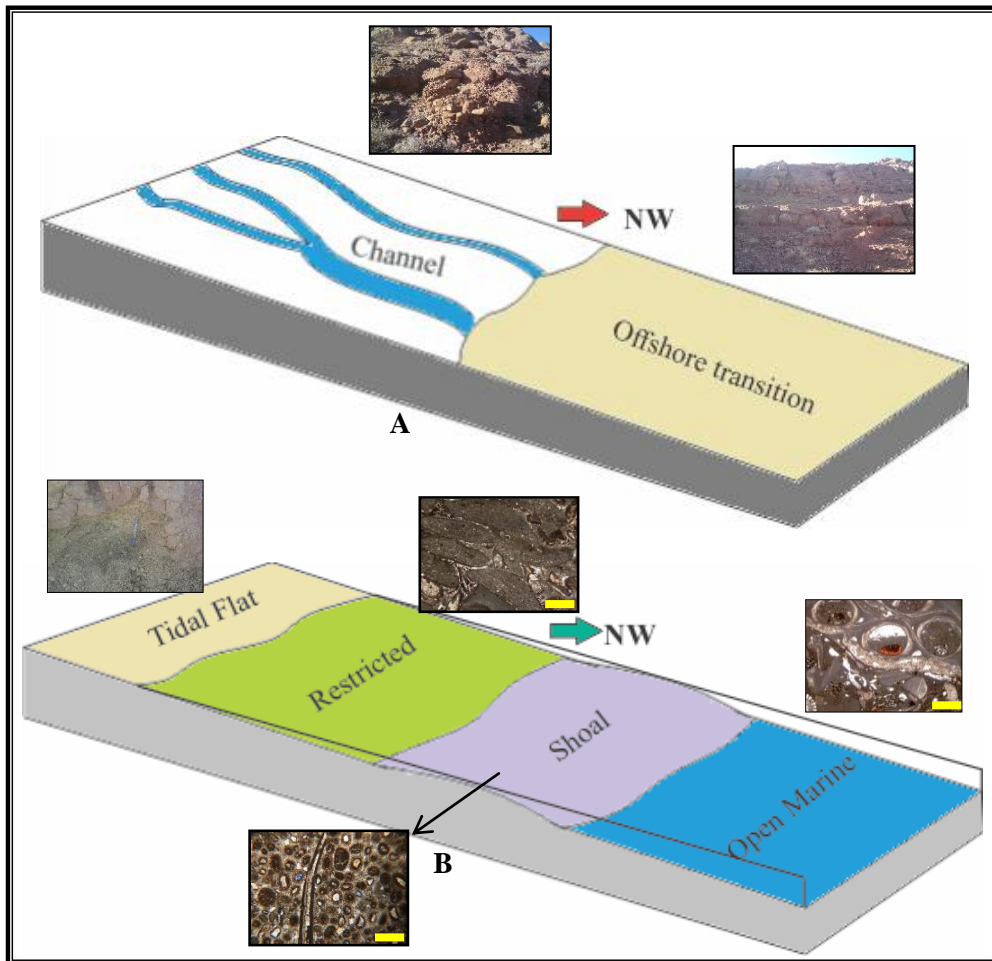 NW
Channel
Offshore transition
A
Tidal Flat
NW
Restricted
Shoal
Open Marine
B